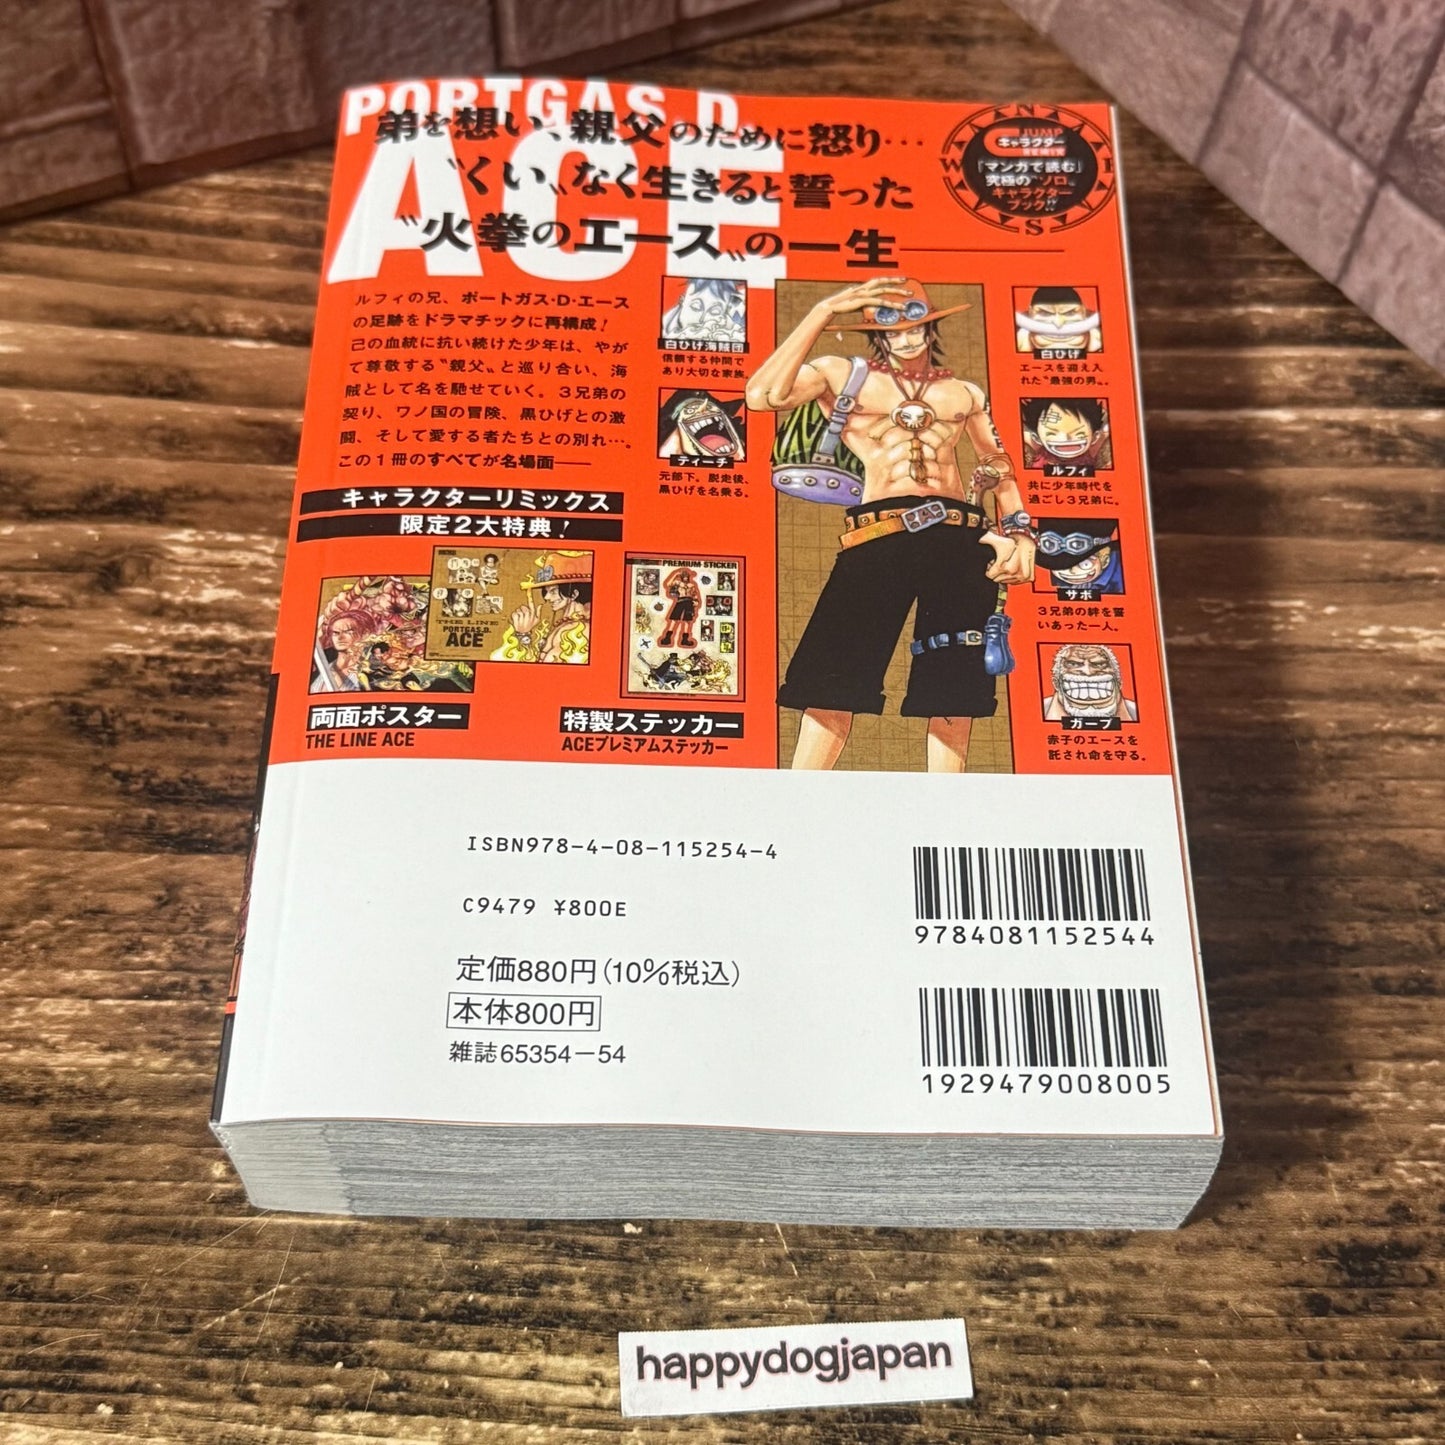 PORTGAS.D.
ACE
弟を想い、親父のために怒り…
〝くい〟なく生きると誓った
〝火拳のエース〟の一生
N
W
E
S
JUMP
キャラクター
REMIX
「マンガで読む」
究極の〝ソロ〟
キャラクター
ブック!!
ルフィの兄、ポートガス・D・エース
の足跡をドラマチックに再構成！
己の血統に抗い続けた少年は、やが
て尊敬する〝親父〟と巡り合い、海
賊として名を馳せていく。３兄弟の
契り、ワノ国の冒険、黒ひげとの激
闘、そして愛する者たちとの別れ…。
この１冊のすべてが名場面──
キャラクターリミックス
限定２大特典！
両面ポスター
THE LINE ACE
THE LINE
PORTGAS.D.
ACE
PREMIUM STICKER
特製ステッカー
ACEプレミアムステッカー
白ひげ海賊団
信頼する仲間で
あり大切な家族。
ティーチ
元部下。脱走後、
黒ひげを名乗る。
白ひげ
エースを迎え入
れた〝最強の男〟。
ルフィ
共に少年時代を
過ごし３兄弟に。
サボ
３兄弟の絆を誓
いあった一人。
ガープ
赤子のエースを
託され命を守る。
ISBN978-4-08-115254-4
C9479 ¥800E
定価880円(10%税込)
本体800円
雑誌65354-54
9784081152544
1929479008005
happydogjapan